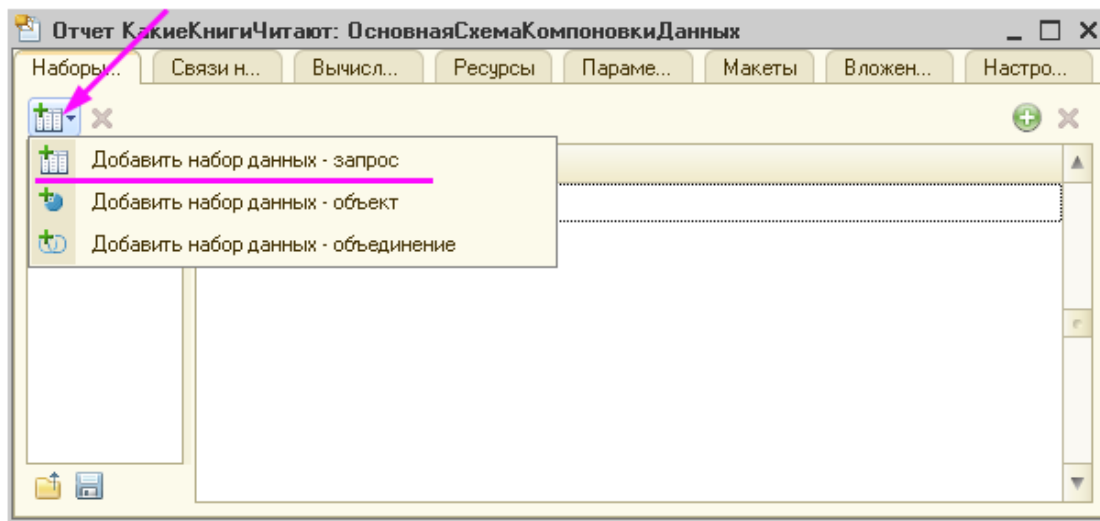 Отчет КакиеКнигиЧитают: ОсновнаяСхемаКомпоновкиДанных
Наборы... Связи н... Вычисл... Ресурсы Параме... Макеты Вложен... Настро...
Добавить набор данных - запрос
Добавить набор данных - объект
Добавить набор данных - объединение